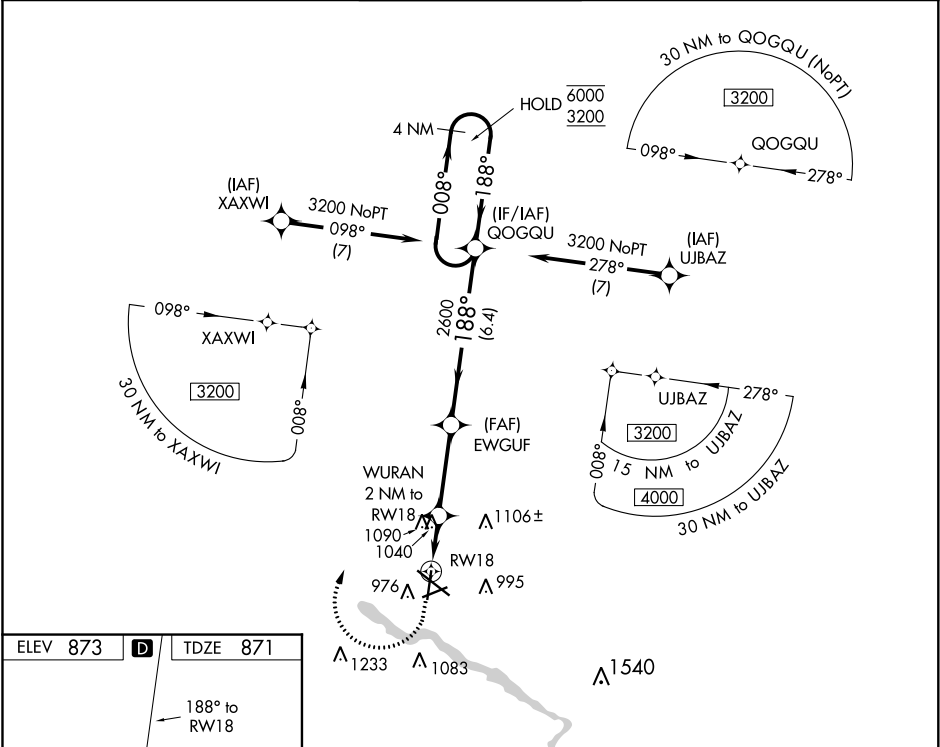 30 NM to QOGQU (NoPT)
3200
QOGQU
098°
278°
HOLD 6000
3200
4 NM
008°
188°
(IAF)
XAXWI
3200 NoPT
098°
(7)
(IF/IAF)
QOGQU
3200 NoPT
278°
(7)
(IAF)
UJBAZ
2600
188°
(6.4)
098°
XAXWI
3200
008°
30 NM to XAXWI
UJBAZ
278°
3200
008°
15 NM to UJBAZ
4000
30 NM to UJBAZ
(FAF)
EWGUF
WURAN
2 NM to
RW18
1090
1040
1106±
RW18
976
995
1233
1083
1540
ELEV 873 D TDZE 871
188° to
RW18